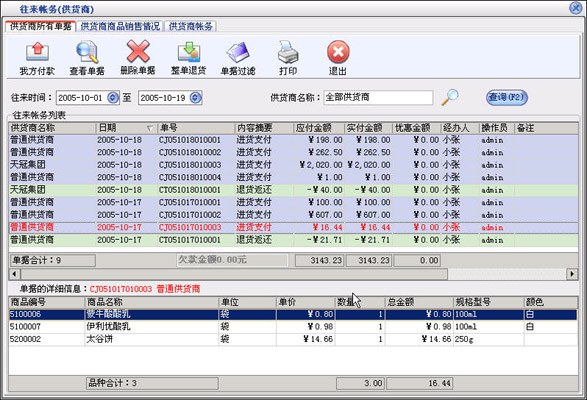 往来帐务(供货商)
供货商所有单据 供货商商品销售情况 供货商帐务
我方付款 查看单据 删除单据 整单退货 单据过滤 打印 退出
往来时间: 2005-10-01 至 2005-10-19 供货商名称: 全部供货商 查询(F2)
往来帐务列表
供货商名称 日期 单号 内容摘要 应付金额 实付金额 优惠金额 经办人 操作员 备注
普通供货商 2005-10-18 CJ051018010001 进货支付 ¥198.00 ¥198.00 ¥0.00 小张 admin
普通供货商 2005-10-18 CJ051018010002 进货支付 ¥262.50 ¥262.50 ¥0.00 小张 admin
天冠集团 2005-10-18 CJ051018010003 进货支付 ¥2,020.00 ¥2,020.00 ¥0.00 小张 admin
普通供货商 2005-10-18 CJ051018010004 进货支付 ¥1.00 ¥1.00 ¥0.00 小张 admin
天冠集团 2005-10-18 CT051018010001 退货返还 -¥40.00 -¥40.00 ¥0.00 小张 admin
普通供货商 2005-10-17 CJ051017010001 进货支付 ¥100.00 ¥100.00 ¥0.00 小张 admin
普通供货商 2005-10-17 CJ051017010002 进货支付 ¥607.00 ¥607.00 ¥0.00 小张 admin
普通供货商 2005-10-17 CJ051017010003 进货支付 ¥16.44 ¥16.44 ¥0.00 小张 admin
普通供货商 2005-10-17 CT051017010001 退货返还 -¥21.71 -¥21.71 ¥0.00 小张 admin
单据合计:9 欠款金额0.00元 3143.23 3143.23 0.00
单据的详细信息: CJ051017010003 普通供货商
商品编号 商品名称 单位 单价 数量 总金额 规格型号 颜色
5100006 蒙牛酸酸乳 袋 ¥0.80 1 ¥0.80 100ml 白
5100007 伊利优酸乳 袋 ¥0.98 1 ¥0.98 100ml 白
5200002 太谷饼 袋 ¥14.66 1 ¥14.66 250g
品种合计:3 3.00 16.44